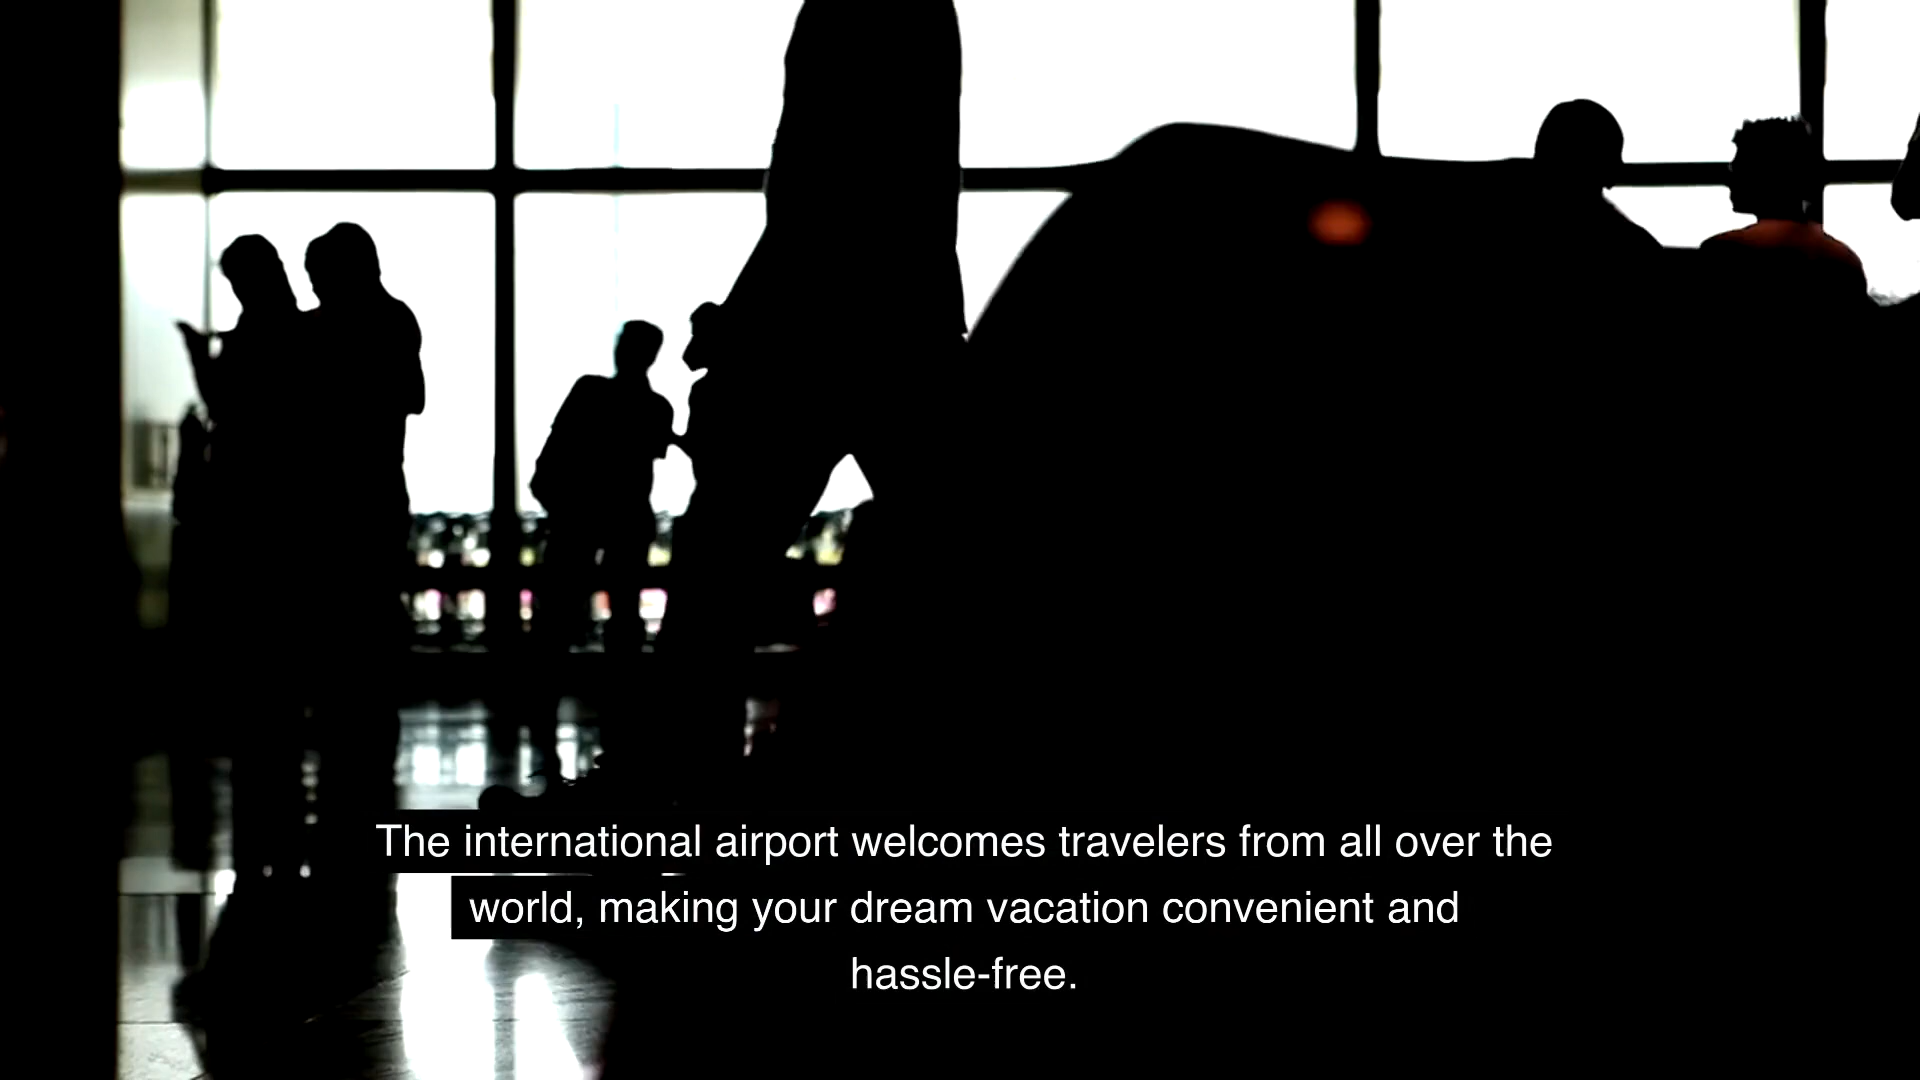 The international airport welcomes travelers from all over the
world, making your dream vacation convenient and
hassle-free.